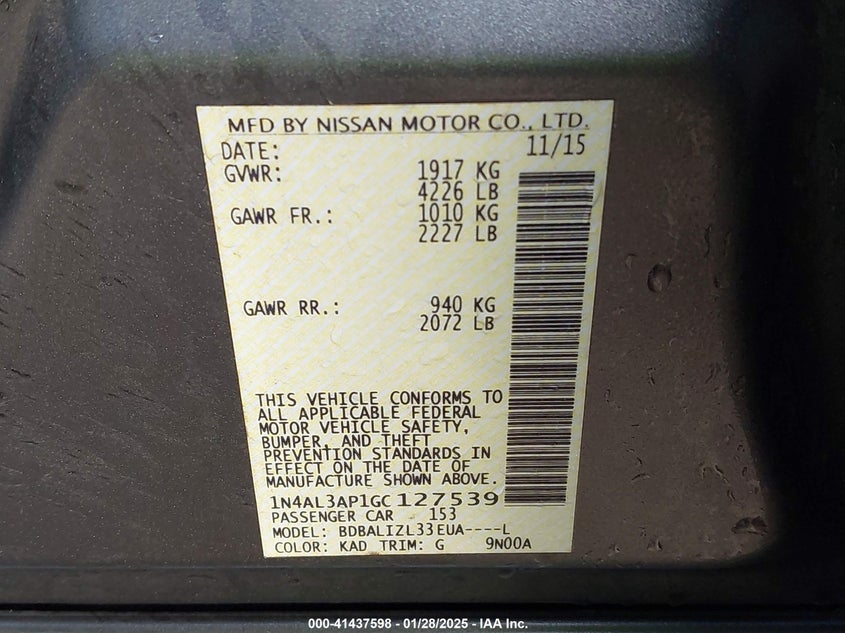 MFD BY NISSAN MOTOR CO., LTD.
DATE: 11/15
GVWR: 1917 KG
4226 LB
GAWR FR.: 1010 KG
2227 LB
GAWR RR.: 940 KG
2072 LB
THIS VEHICLE CONFORMS TO
ALL APPLICABLE FEDERAL
MOTOR VEHICLE SAFETY,
BUMPER, AND THEFT
PREVENTION STANDARDS IN
EFFECT ON THE DATE OF
MANUFACTURE SHOWN ABOVE.
1N4AL3AP1GC127539
PASSENGER CAR 153
MODEL: BDBALIZL33EUA----L
COLOR: KAD TRIM: G 9N00A
000-41437598 - 01/28/2025 - IAA Inc.